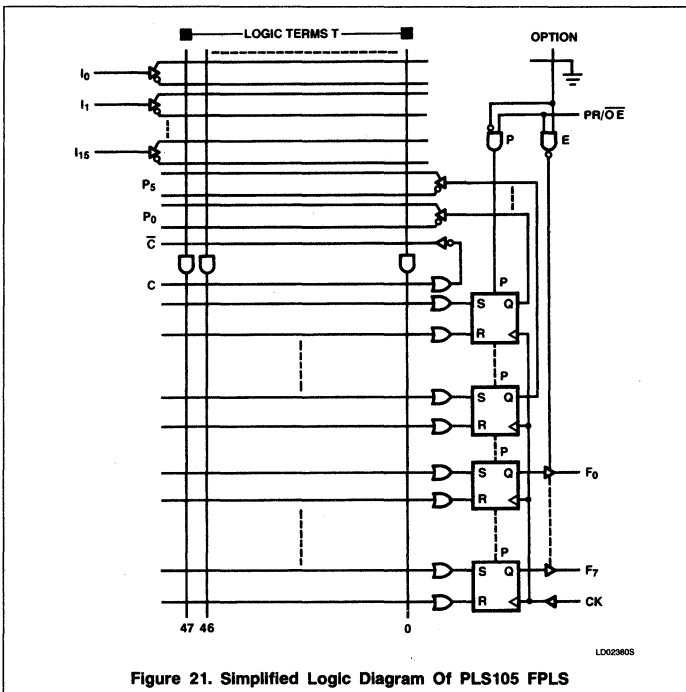 LOGIC TERMS T
OPTION
I0
I1
I15
PR/OE
P
E
P5
P0
C
C
P
S Q
R
P
S Q
R
P
S Q
F0
R
P
S Q
F7
R
CK
47 46 0
LD02360S
Figure 21. Simplified Logic Diagram Of PLS105 FPLS